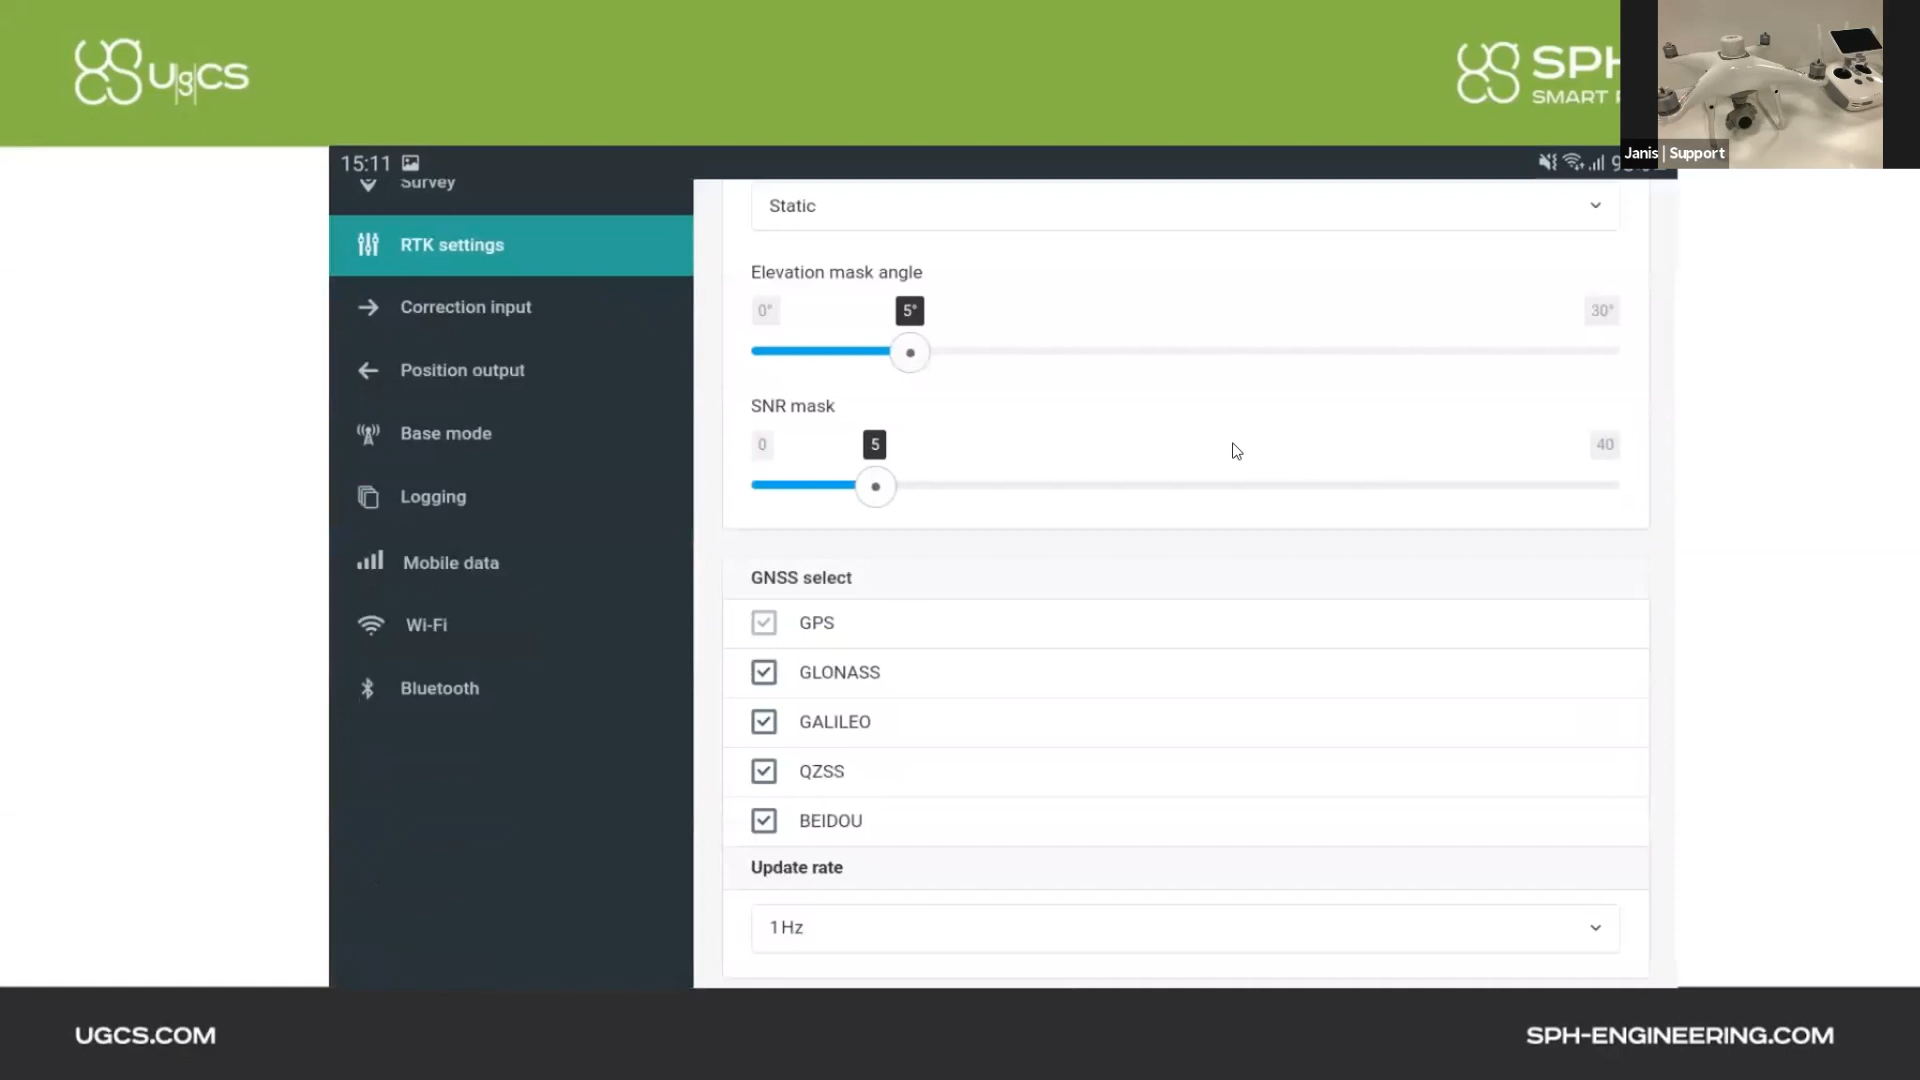 UgCS
SPH
SMART
Janis | Support
15:11
Survey
RTK settings
Correction input
Position output
Base mode
Logging
Mobile data
Wi-Fi
Bluetooth
Static
Elevation mask angle
0° 5° 30°
SNR mask
0 5 40
GNSS select
GPS
GLONASS
GALILEO
QZSS
BEIDOU
Update rate
1 Hz
UGCS.COM
SPH-ENGINEERING.COM